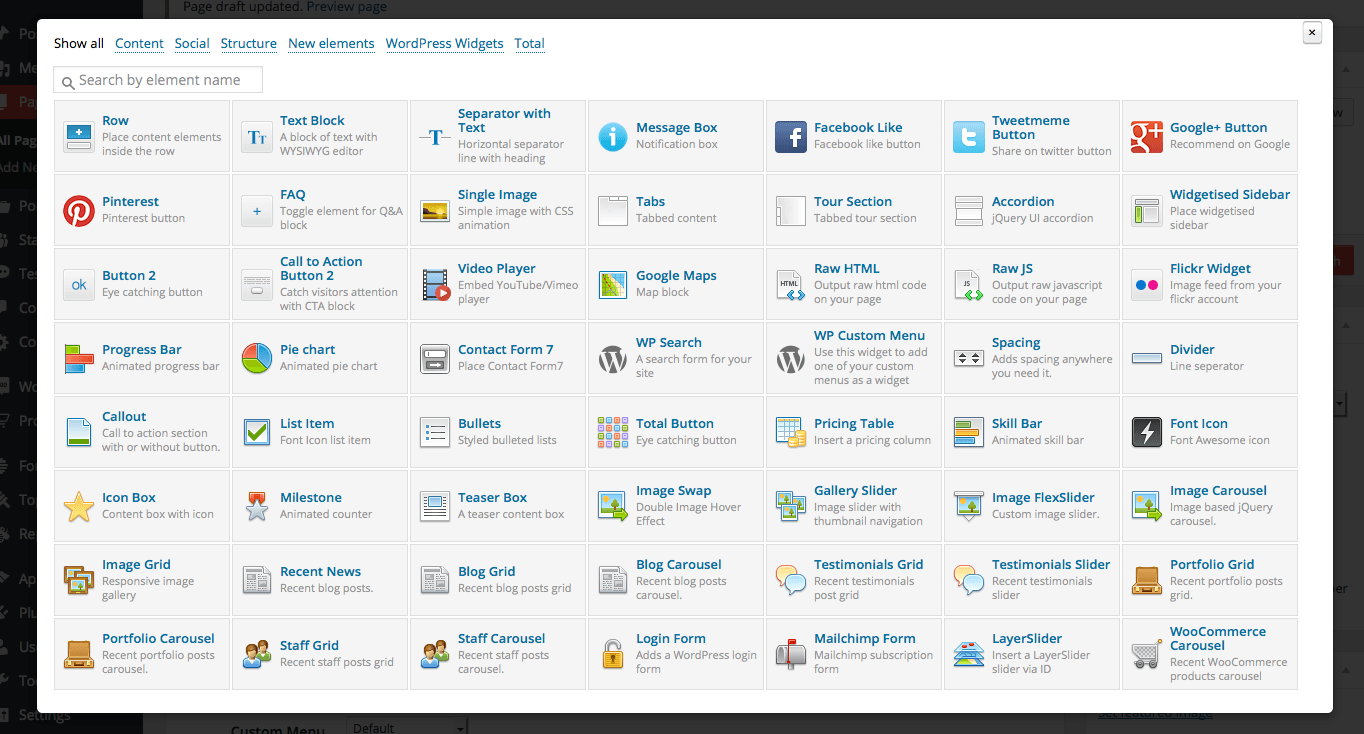 Page draft updated. Preview page
Show all Content Social Structure New elements WordPress Widgets Total
×
Search by element name
Row
Place content elements
inside the row
Text Block
A block of text with
WYSIWYG editor
Separator with
Text
Horizontal separator
line with heading
Message Box
Notification box
Facebook Like
Facebook like button
Tweetmeme
Button
Share on twitter button
Google+ Button
Recommend on Google
Pinterest
Pinterest button
FAQ
Toggle element for Q&A
block
Single Image
Simple image with CSS
animation
Tabs
Tabbed content
Tour Section
Tabbed tour section
Accordion
jQuery UI accordion
Widgetised Sidebar
Place widgetised
sidebar
ok
Button 2
Eye catching button
Call to Action
Button 2
Catch visitors attention
with CTA block
Video Player
Embed YouTube/Vimeo
player
Google Maps
Map block
HTML
Raw HTML
Output raw html code
on your page
JS
Raw JS
Output raw javascript
code on your page
Flickr Widget
Image feed from your
flickr account
Progress Bar
Animated progress bar
Pie chart
Animated pie chart
Contact Form 7
Place Contact Form7
WP Search
A search form for your
site
WP Custom Menu
Use this widget to add
one of your custom
menus as a widget
Spacing
Adds spacing anywhere
you need it.
Divider
Line seperator
Callout
Call to action section
with or without button.
List Item
Font Icon list item
Bullets
Styled bulleted lists
Total Button
Eye catching button
Pricing Table
Insert a pricing column
Skill Bar
Animated skill bar
Font Icon
Font Awesome icon
Icon Box
Content box with icon
Milestone
Animated counter
Teaser Box
A teaser content box
Image Swap
Double Image Hover
Effect
Gallery Slider
Image slider with
thumbnail navigation
Image FlexSlider
Custom image slider.
Image Carousel
Image based jQuery
carousel.
Image Grid
Responsive image
gallery
Recent News
Recent blog posts.
Blog Grid
Recent blog posts grid
Blog Carousel
Recent blog posts
carousel.
Testimonials Grid
Recent testimonials
post grid
Testimonials Slider
Recent testimonials
slider
Portfolio Grid
Recent portfolio posts
grid.
Portfolio Carousel
Recent portfolio posts
carousel.
Staff Grid
Recent staff posts grid
Staff Carousel
Recent staff posts
carousel.
Login Form
Adds a WordPress login
form
Mailchimp Form
Mailchimp subscription
form
LayerSlider
Insert a LayerSlider
slider via ID
WooCommerce
Carousel
Recent WooCommerce
products carousel
Settings
Custom Menu Default
Set featured image